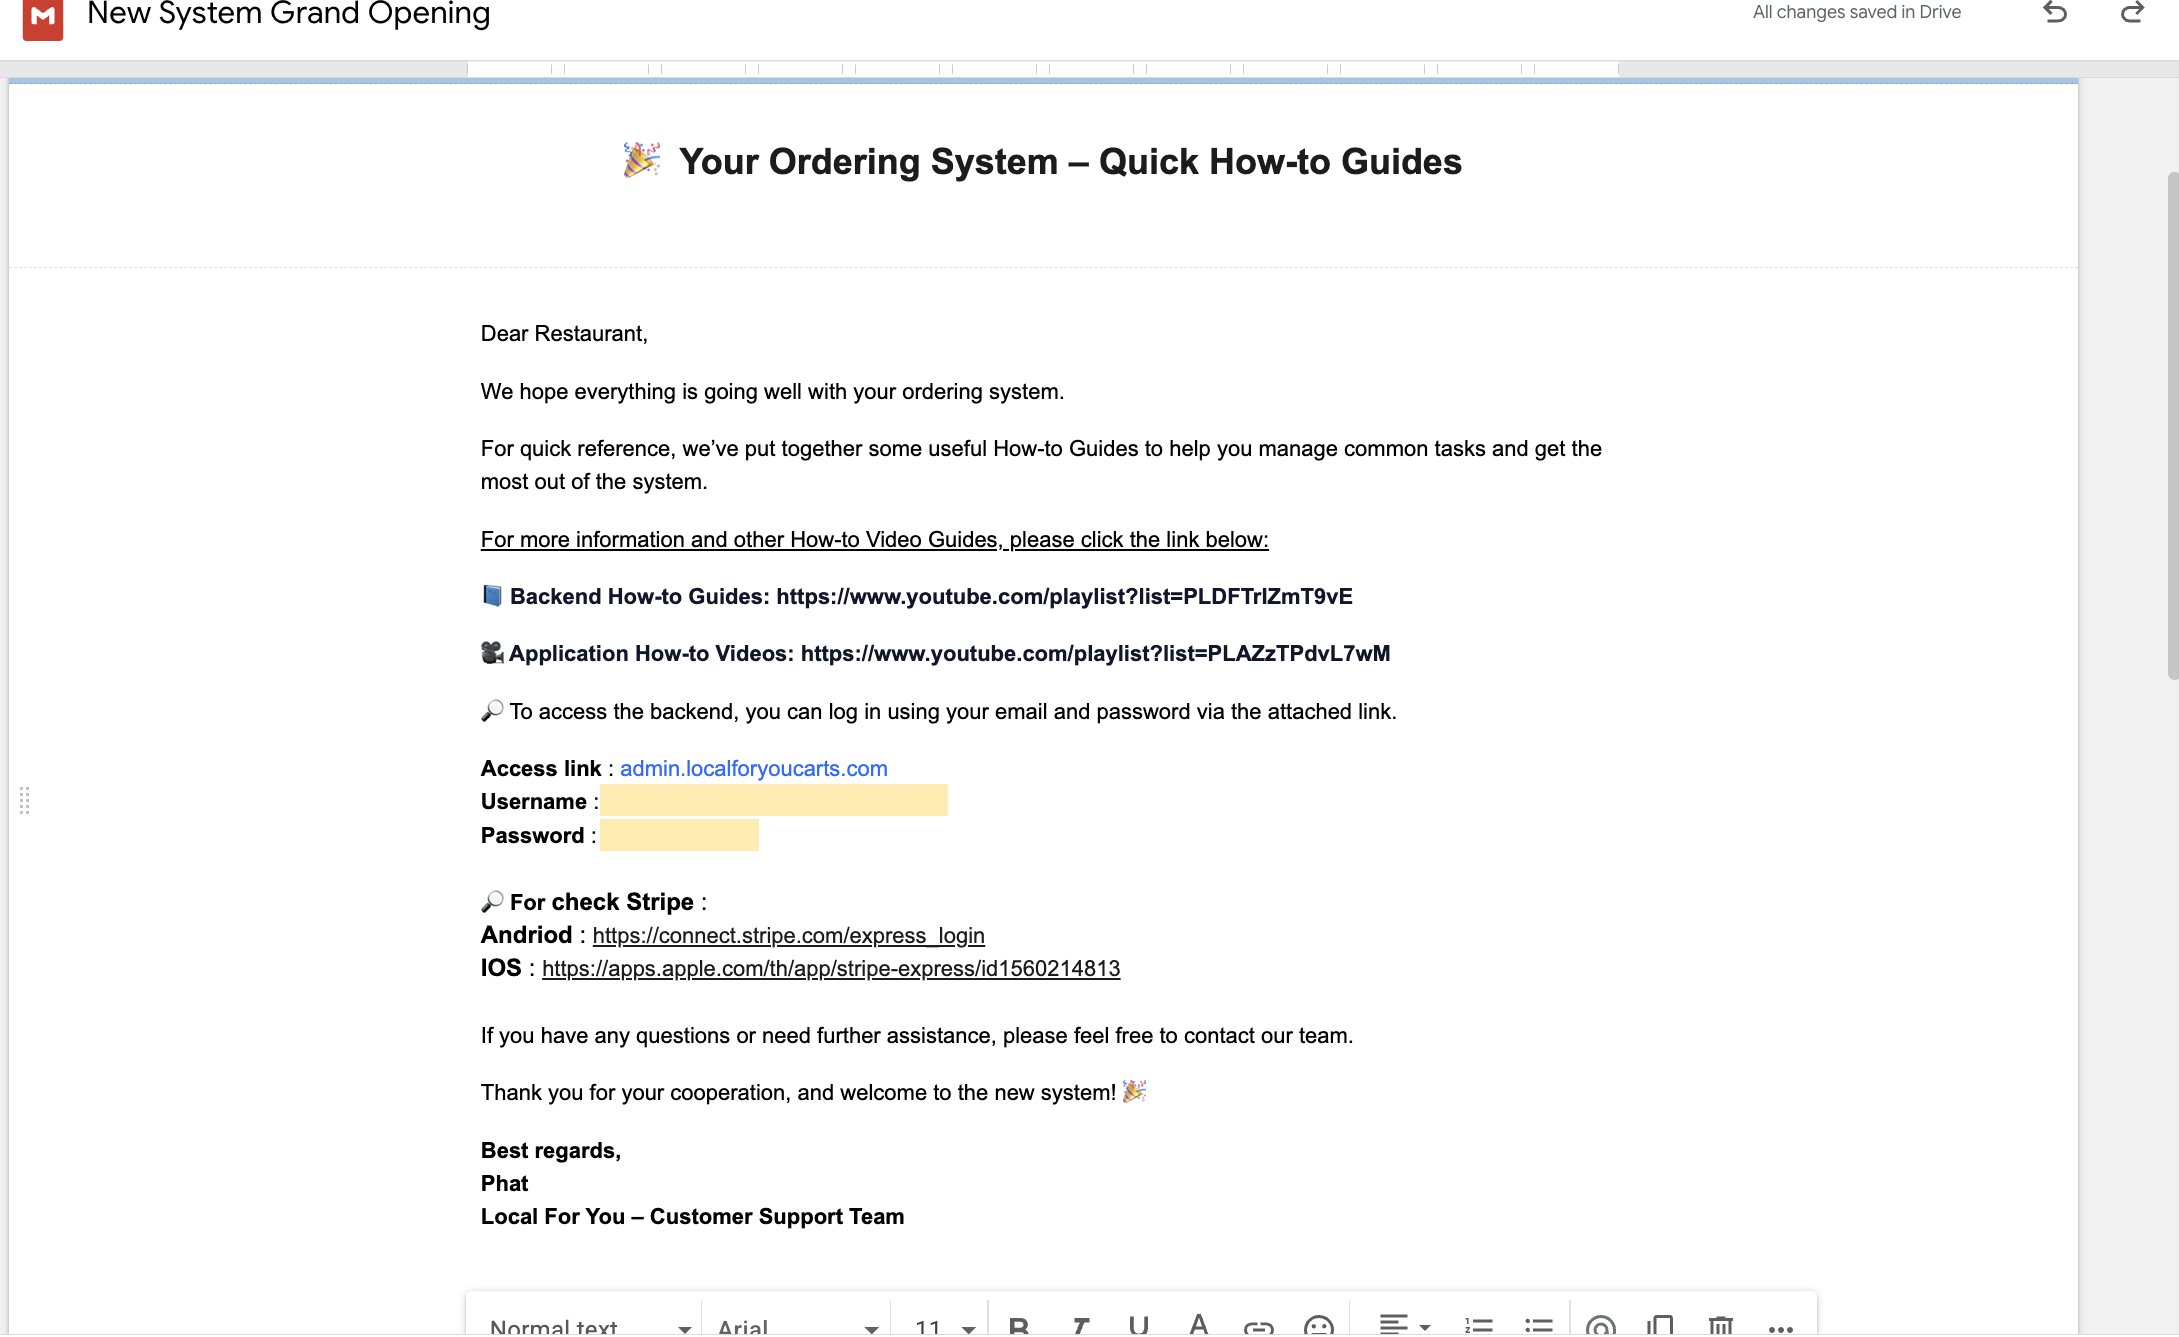 New System Grand Opening
All changes saved in Drive
🎉 Your Ordering System – Quick How-to Guides
Dear Restaurant,
We hope everything is going well with your ordering system.
For quick reference, we’ve put together some useful How-to Guides to help you manage common tasks and get the
most out of the system.
For more information and other How-to Video Guides, please click the link below:
📘 Backend How-to Guides: https://www.youtube.com/playlist?list=PLDFTrIZmT9vE
🎥 Application How-to Videos: https://www.youtube.com/playlist?list=PLAZzTPdvL7wM
🔎 To access the backend, you can log in using your email and password via the attached link.
Access link : admin.localforyoucarts.com
Username :
Password :
🔎 For check Stripe :
Andriod : https://connect.stripe.com/express_login
IOS : https://apps.apple.com/th/app/stripe-express/id1560214813
If you have any questions or need further assistance, please feel free to contact our team.
Thank you for your cooperation, and welcome to the new system! 🎉
Best regards,
Phat
Local For You – Customer Support Team
Normal text Arial 11